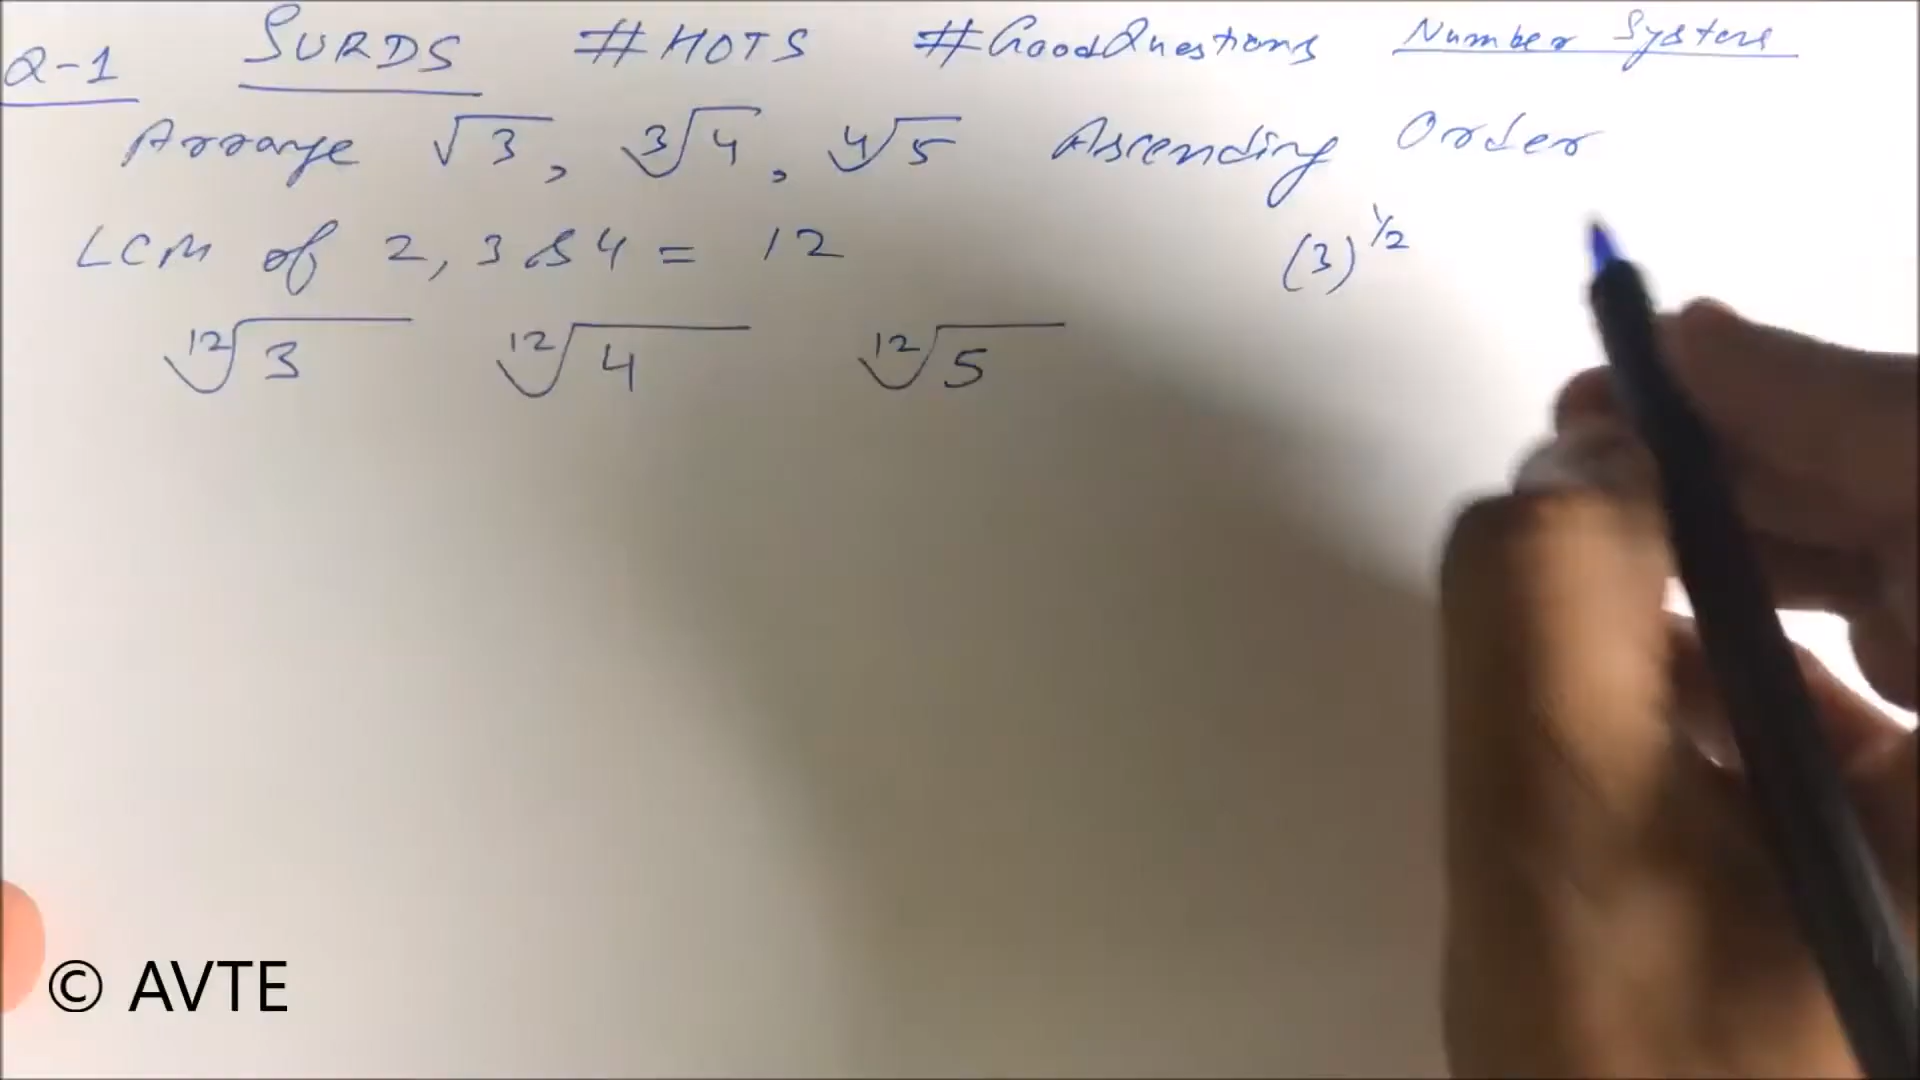 Q-1 SURDS #HOTS #GoodQuestions Number System
Arrange √3, ∛4, ∜5 Ascending Order
LCM of 2, 3 & 4 = 12 (3)^1/2
¹²√3 ¹²√4 ¹²√5
© AVTE